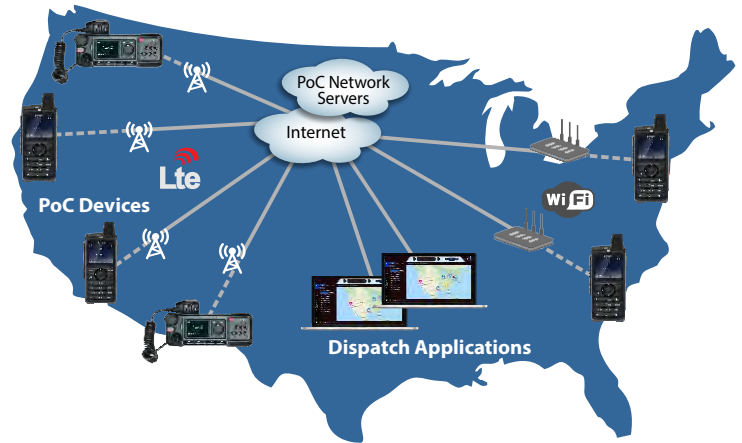 PoC Network
Servers
Internet
Lte
WiFi
PoC Devices
Dispatch Applications